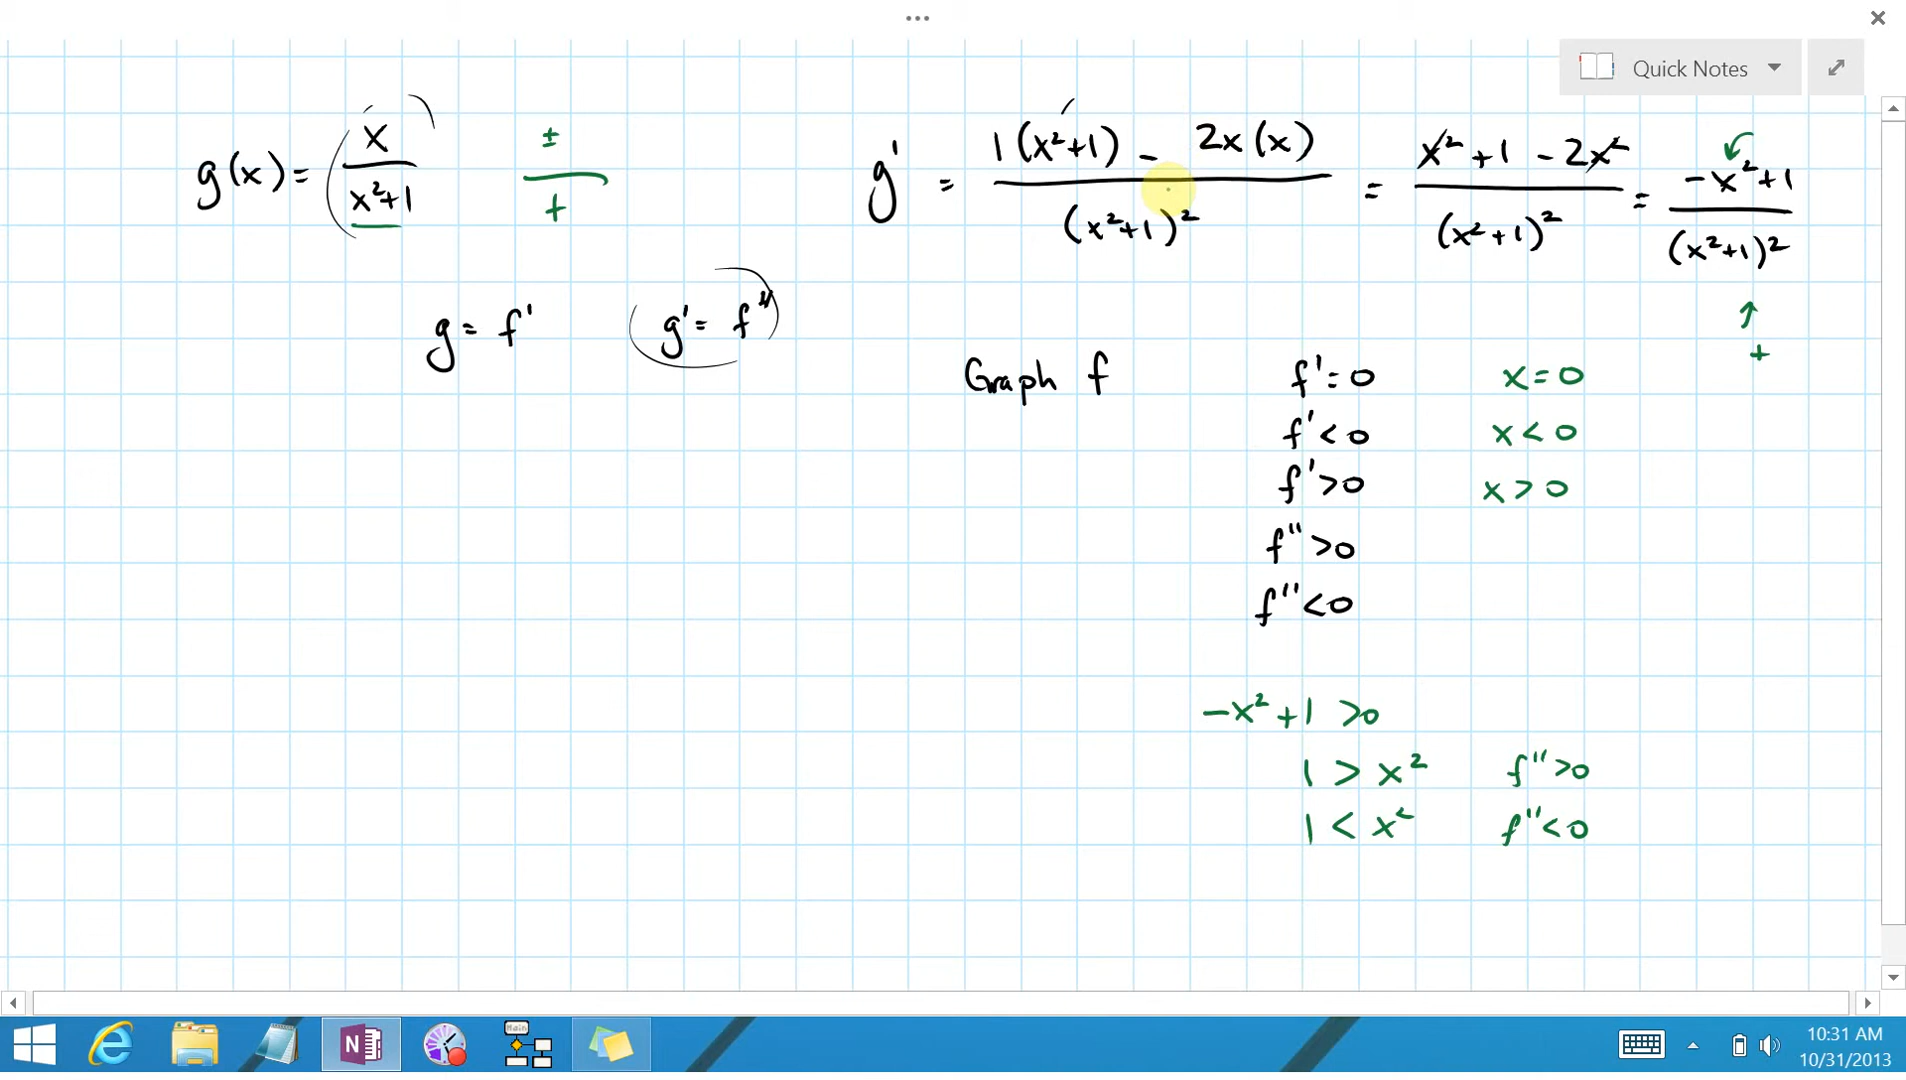 ...
Quick Notes
g(x) = x/(x²+1) ±/+
g' = (1(x²+1) - 2x(x))/(x²+1)² = (x²+1-2x²)/(x²+1)² = (-x²+1)/(x²+1)²
g = f' g' = f"
↑
+
Graph f f' = 0 x = 0
f' < 0 x < 0
f' > 0 x > 0
f" > 0
f" < 0
-x²+1 > 0
1 > x² f" > 0
1 < x² f" < 0
Main
N
10:31 AM
10/31/2013